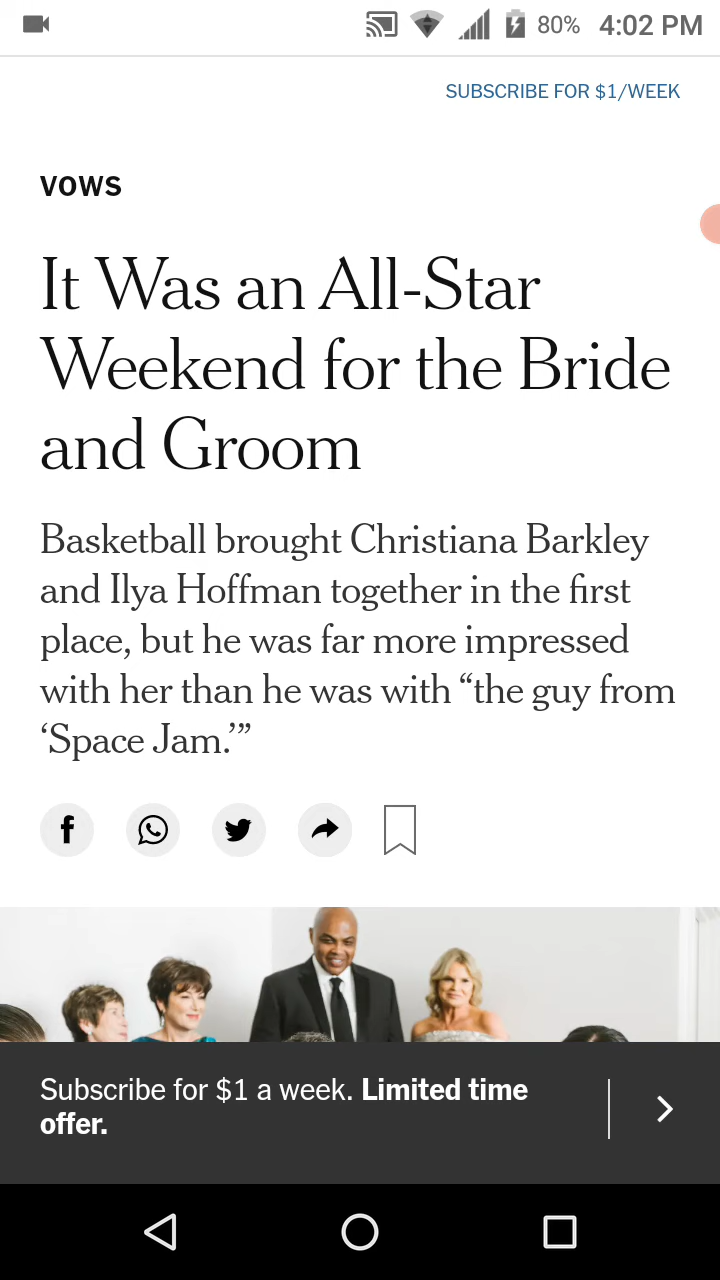 80% 4:02 PM
SUBSCRIBE FOR $1/WEEK
VOWS
It Was an All-Star
Weekend for the Bride
and Groom
Basketball brought Christiana Barkley
and Ilya Hoffman together in the first
place, but he was far more impressed
with her than he was with “the guy from
‘Space Jam.’”
Subscribe for $1 a week. Limited time
offer.